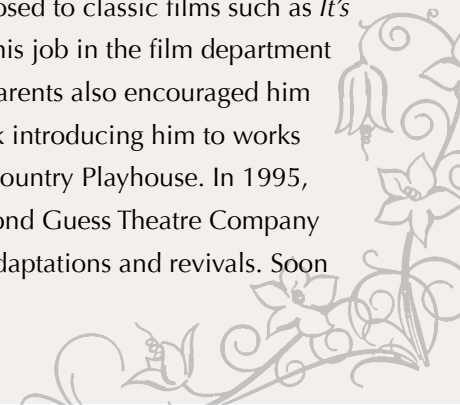 osed to classic films such as It's
his job in the film department
arents also encouraged him
k introducing him to works
ountry Playhouse. In 1995,
ond Guess Theatre Company
daptations and revivals. Soon